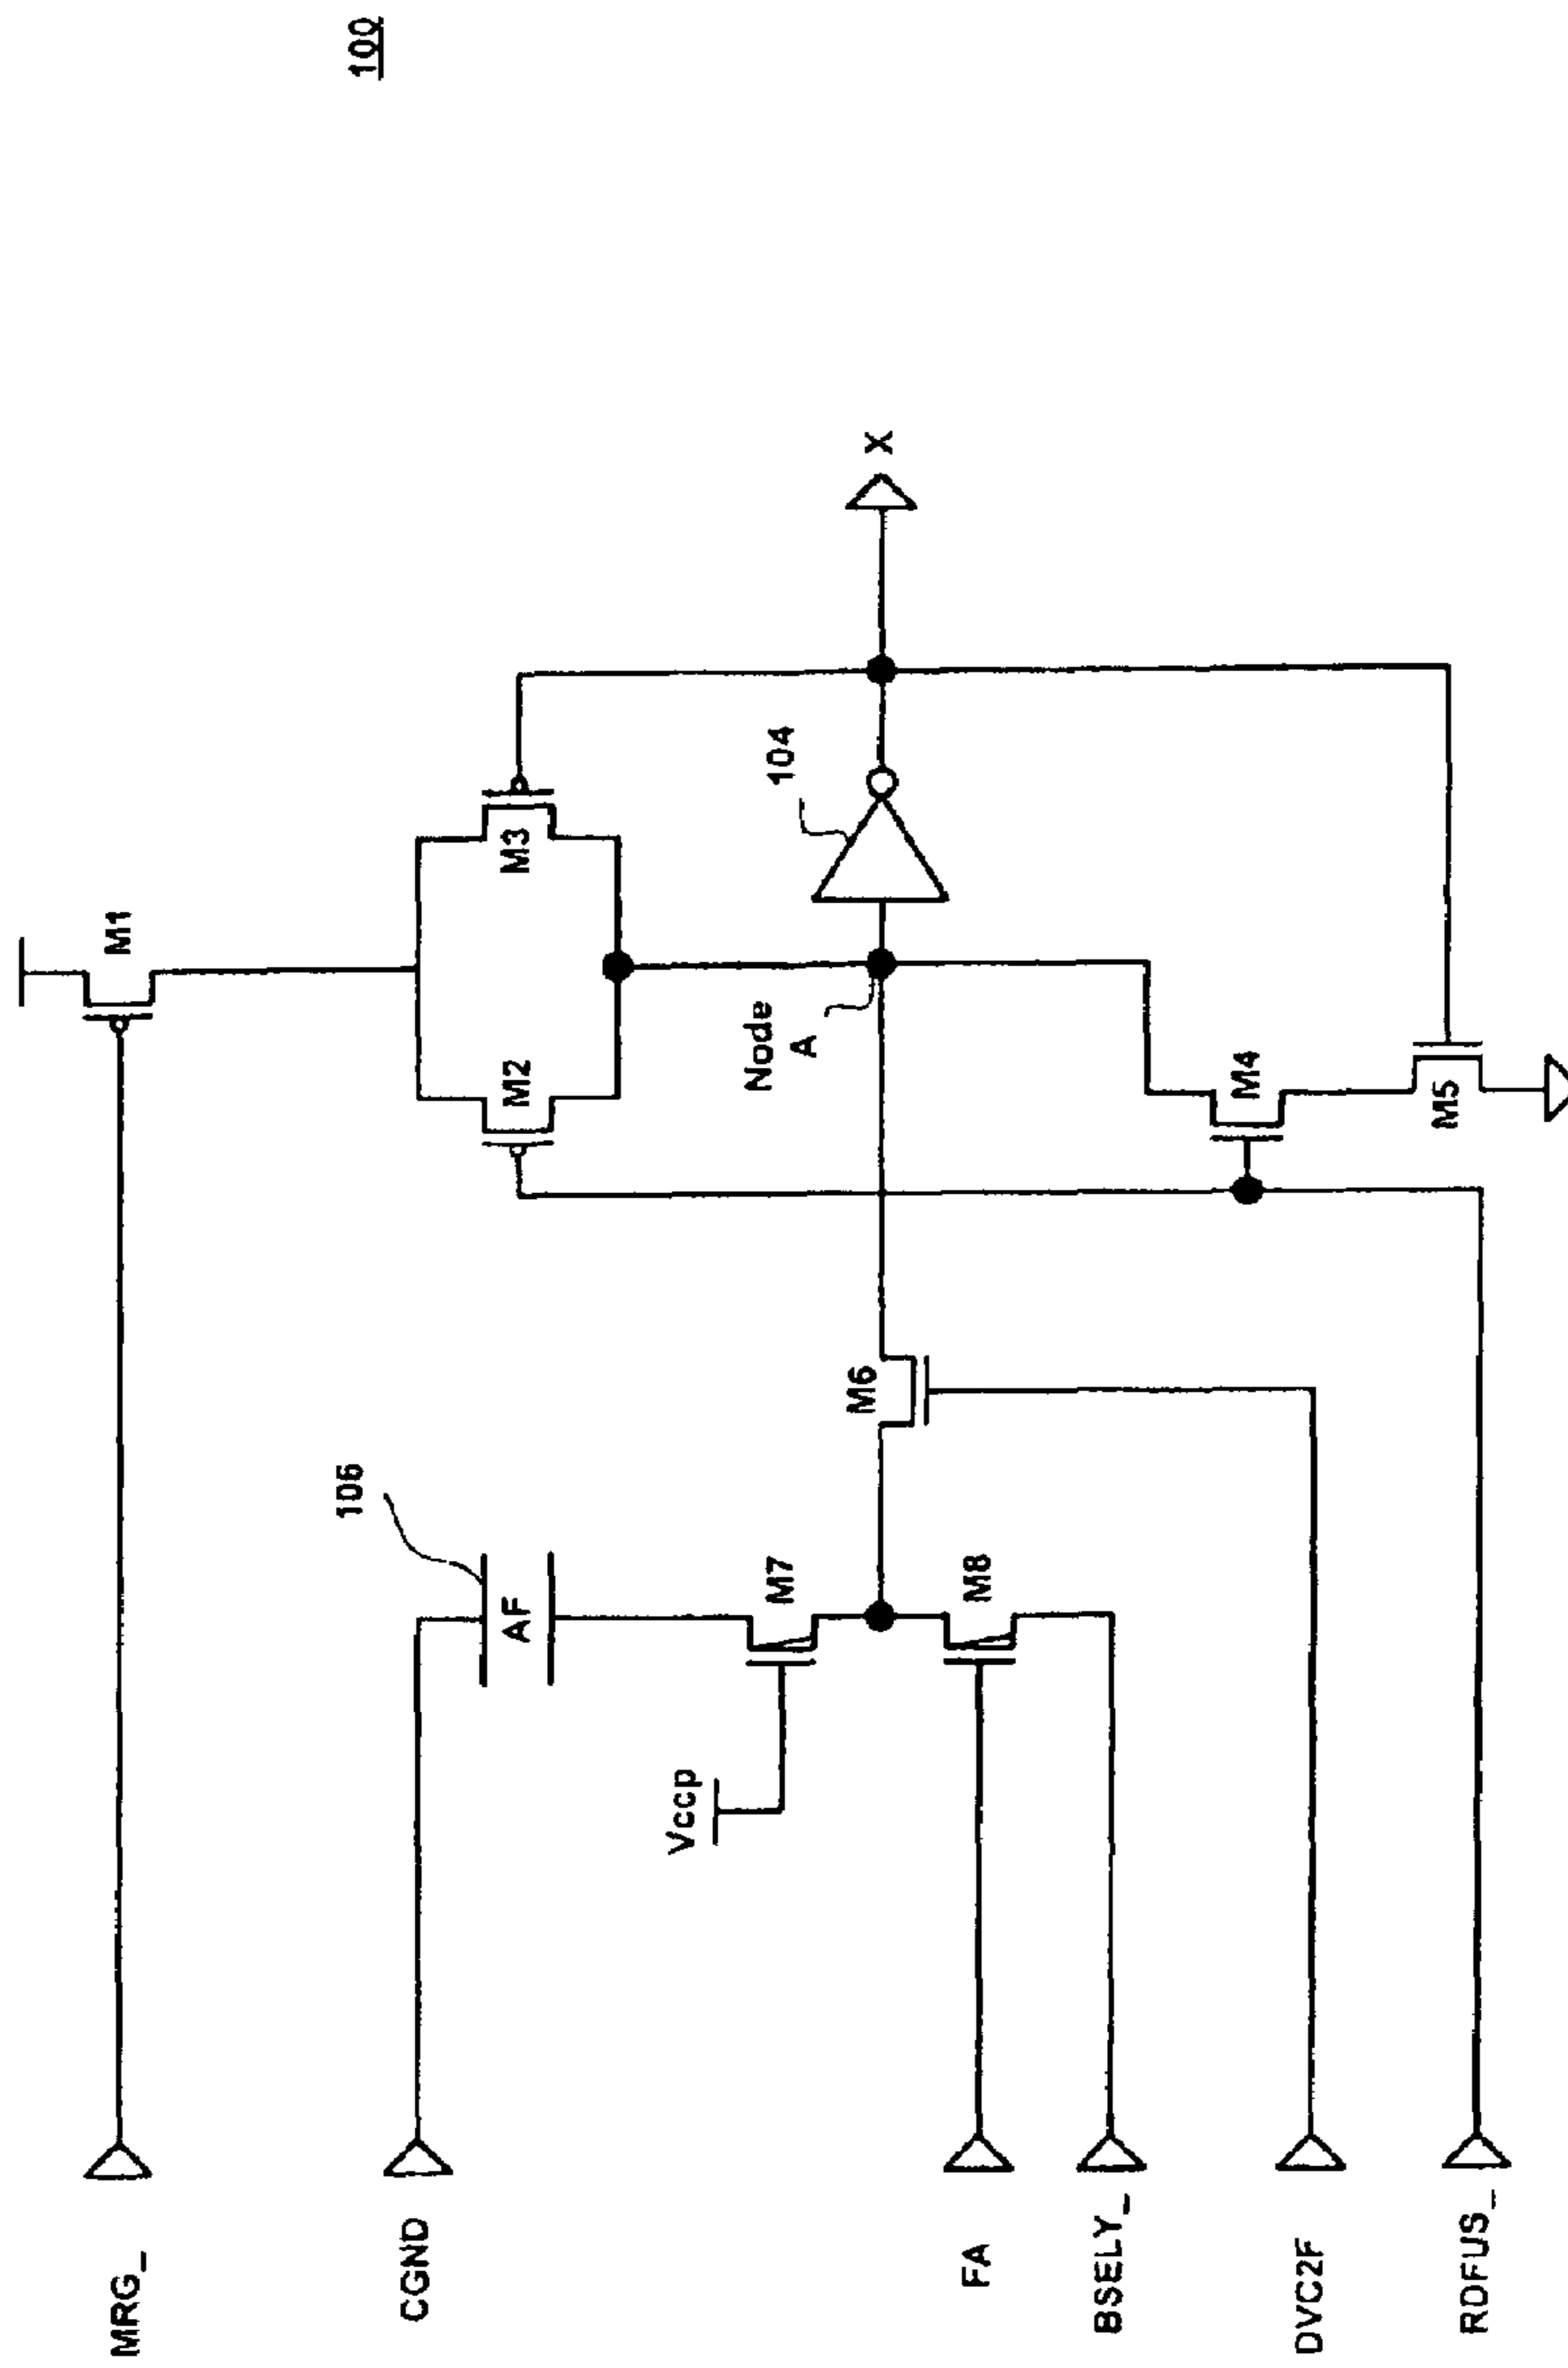 100
MRG_
M1
CGND
106
AF
M2
M3
Vccp
M7
Node
A
104
M6
X
FA
M8
BSELY_
M4
DVC2F
M5
RDFUS_